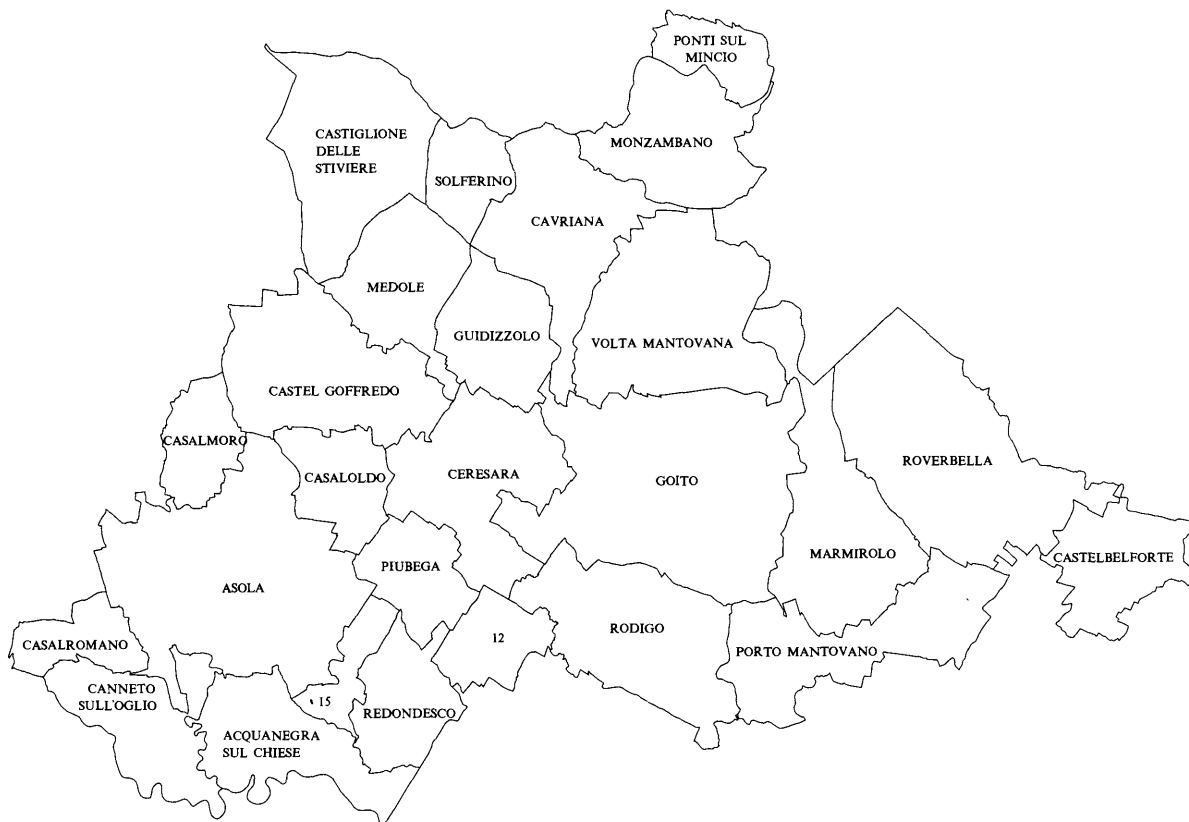 PONTI SUL
MINCIO
CASTIGLIONE
DELLE
STIVIERE
MONZAMBANO
SOLFERINO
CAVRIANA
MEDOLE
GUIDIZZOLO
VOLTA MANTOVANA
CASTEL GOFFREDO
CASALMORO
CASALOLDO
CERESARA
GOITO
ROVERBELLA
MARMIROLO
CASTELBELFORTE
PIUBEGA
ASOLA
RODIGO
12
CASALROMANO
PORTO MANTOVANO
CANNETO
SULL'OGLIO
15
REDONDESCO
ACQUANEGRA
SUL CHIESE